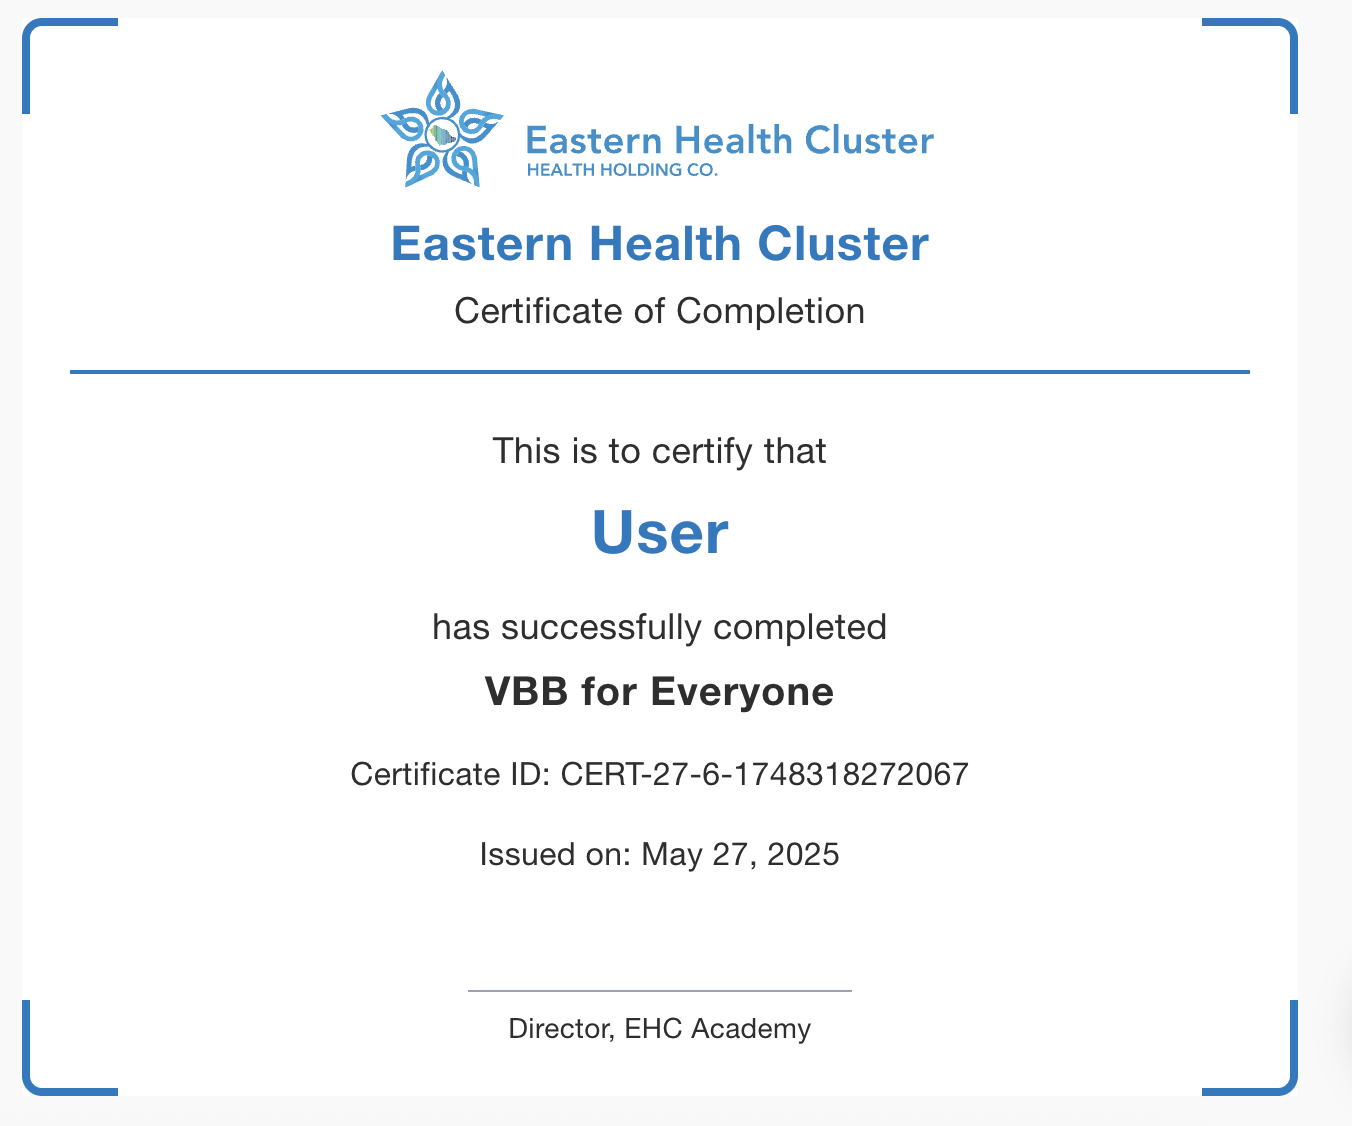 Eastern Health Cluster
HEALTH HOLDING CO.
Eastern Health Cluster
Certificate of Completion
This is to certify that
User
has successfully completed
VBB for Everyone
Certificate ID: CERT-27-6-1748318272067
Issued on: May 27, 2025
Director, EHC Academy